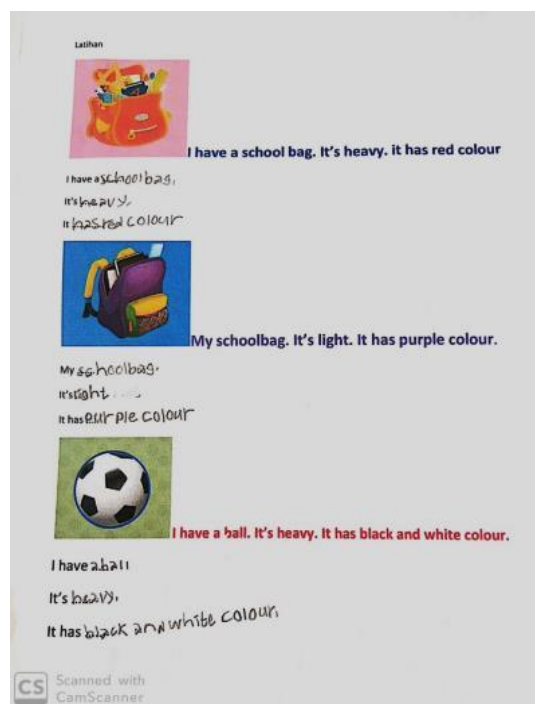 Latihan
I have a school bag. It's heavy. it has red colour
I have a schoolbag.
It's heavy.
It has red colour
My schoolbag. It's light. It has purple colour.
My schoolbag.
It's light
It has purple colour
I have a ball. It's heavy. It has black and white colour.
I have a ball
It's heavy.
It has black and white colour.
CS Scanned with
CamScanner